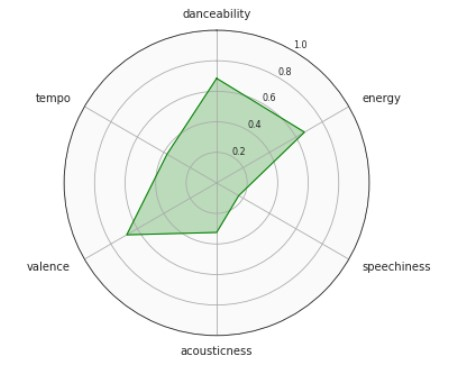 danceability
1.0
0.8
tempo
0.6
energy
0.4
0.2
valence
speechiness
acousticness